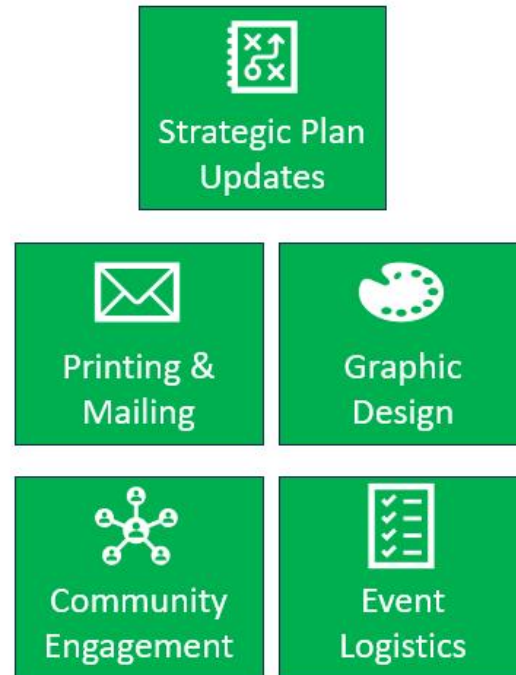 Strategic Plan
Updates
Printing &
Mailing
Graphic
Design
Community
Engagement
Event
Logistics